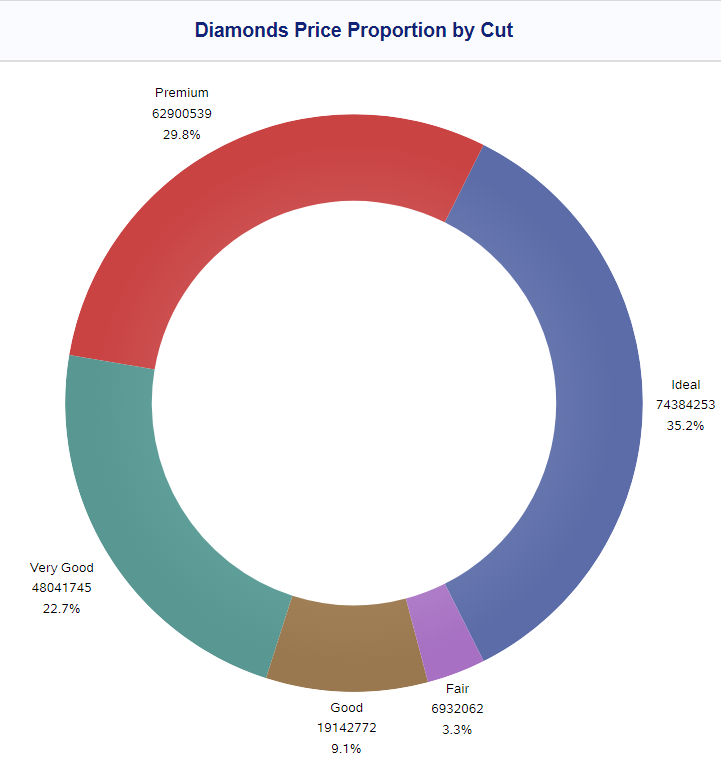 Diamonds Price Proportion by Cut
Premium
62900539
29.8%
Ideal
74384253
35.2%
Very Good
48041745
22.7%
Good
19142772
9.1%
Fair
6932062
3.3%